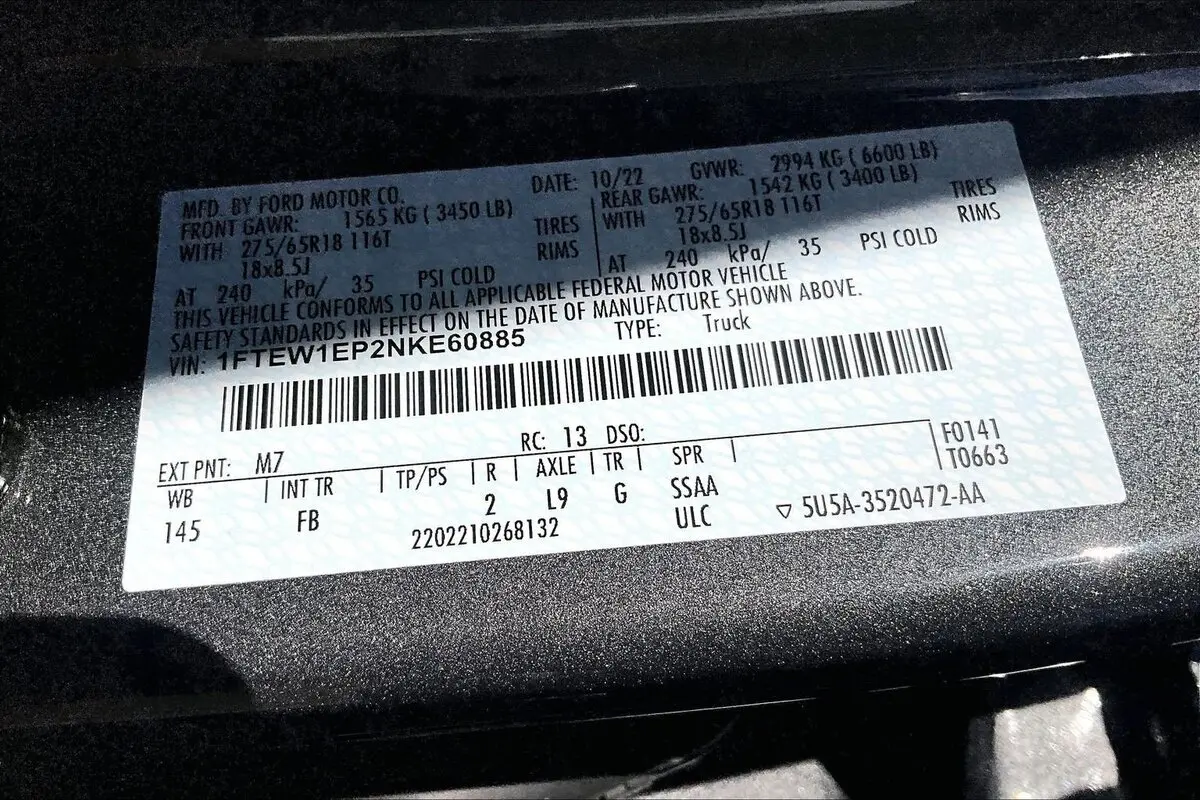 MFD. BY FORD MOTOR CO. DATE: 10/22 GVWR: 2994 KG ( 6600 LB)
FRONT GAWR: 1565 KG ( 3450 LB)
WITH 275/65R18 116T TIRES
18x8.5J RIMS
AT 240 kPa/ 35 PSI COLD
REAR GAWR: 1542 KG ( 3400 LB)
WITH 275/65R18 116T TIRES
18x8.5J RIMS
AT 240 kPa/ 35 PSI COLD
THIS VEHICLE CONFORMS TO ALL APPLICABLE FEDERAL MOTOR VEHICLE
SAFETY STANDARDS IN EFFECT ON THE DATE OF MANUFACTURE SHOWN ABOVE.
VIN: 1FTEW1EP2NKE60885 TYPE: Truck
EXT PNT: M7 RC: 13 DSO: F0141
WB | INT TR | TP/PS | R | AXLE | TR | SPR | T0663
145 FB 2 L9 G SSAA
2202210268132 ULC ▽ 5U5A-3520472-AA